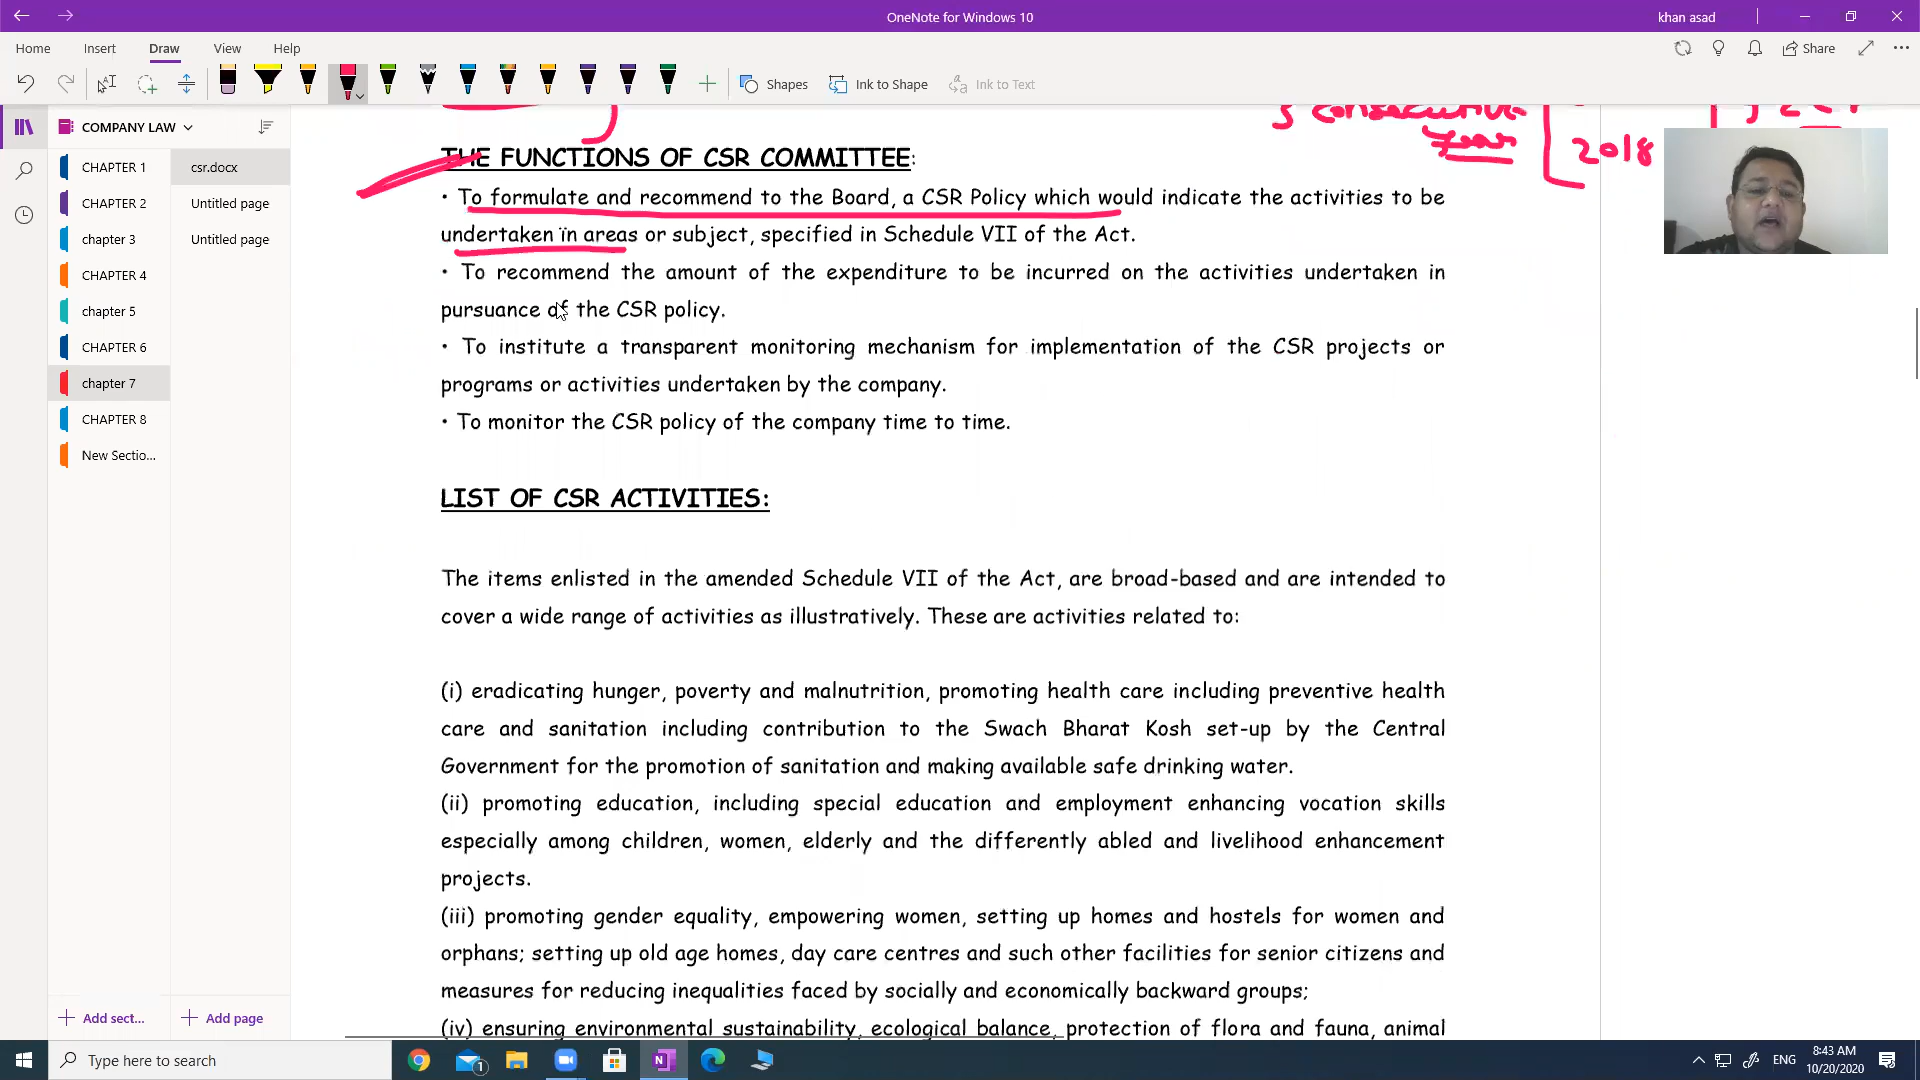 OneNote for Windows 10
khan asad
Home
Insert
Draw
View
Help
Share
Shapes
Ink to Shape
Ink to Text
COMPANY LAW
CHAPTER 1
CHAPTER 2
chapter 3
CHAPTER 4
chapter 5
CHAPTER 6
chapter 7
CHAPTER 8
New Sectio...
csr.docx
Untitled page
Untitled page
consecutive
year
2018
THE FUNCTIONS OF CSR COMMITTEE:
• To formulate and recommend to the Board, a CSR Policy which would indicate the activities to be
undertaken in areas or subject, specified in Schedule VII of the Act.
• To recommend the amount of the expenditure to be incurred on the activities undertaken in
pursuance of the CSR policy.
• To institute a transparent monitoring mechanism for implementation of the CSR projects or
programs or activities undertaken by the company.
• To monitor the CSR policy of the company time to time.
LIST OF CSR ACTIVITIES:
The items enlisted in the amended Schedule VII of the Act, are broad-based and are intended to
cover a wide range of activities as illustratively. These are activities related to:
(i) eradicating hunger, poverty and malnutrition, promoting health care including preventive health
care and sanitation including contribution to the Swach Bharat Kosh set-up by the Central
Government for the promotion of sanitation and making available safe drinking water.
(ii) promoting education, including special education and employment enhancing vocation skills
especially among children, women, elderly and the differently abled and livelihood enhancement
projects.
(iii) promoting gender equality, empowering women, setting up homes and hostels for women and
orphans; setting up old age homes, day care centres and such other facilities for senior citizens and
measures for reducing inequalities faced by socially and economically backward groups;
(iv) ensuring environmental sustainability, ecological balance, protection of flora and fauna, animal
Add sect...
Add page
Type here to search
1
ENG
8:43 AM
10/20/2020